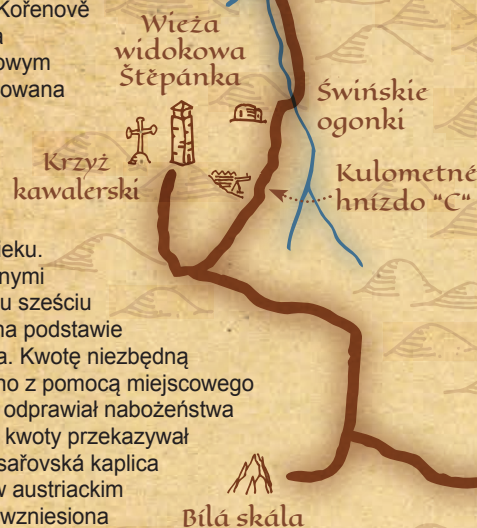 Kořenově
a
owym
owana
Wieża
widokowa
Štěpánka
Świńskie
ogonki
Krzyż
kawalerski
Kulometné
hnízdo "C"
ieku.
nymi
u sześciu
na podstawie
a. Kwotę niezbędną
no z pomocą miejscowego
odprawiał nabożeństwa
kwoty przekazywał
sařovská kaplica
w austriackim
wzniesiona
Bílá skála